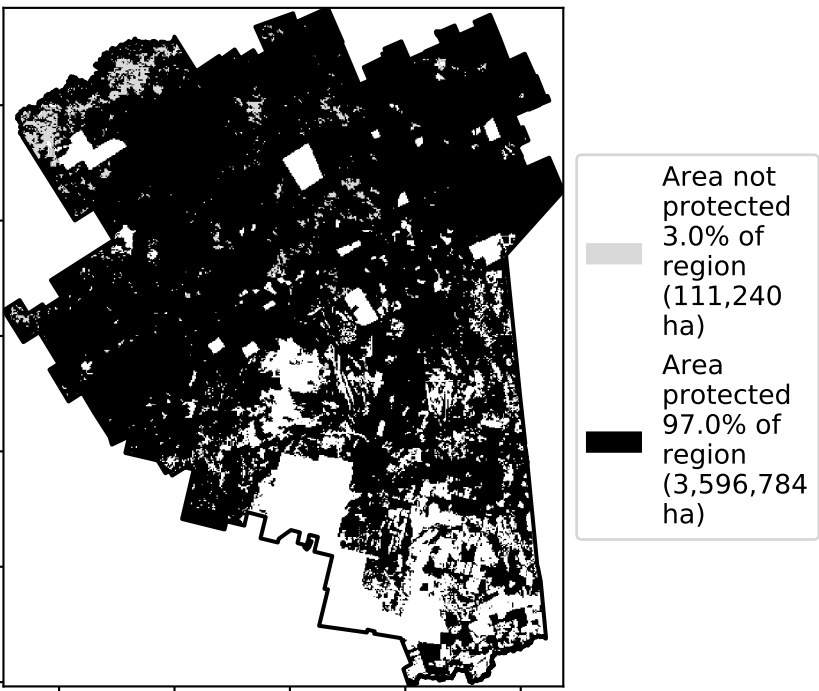 Area not
protected
3.0% of
region
(111,240
ha)
Area
protected
97.0% of
region
(3,596,784
ha)